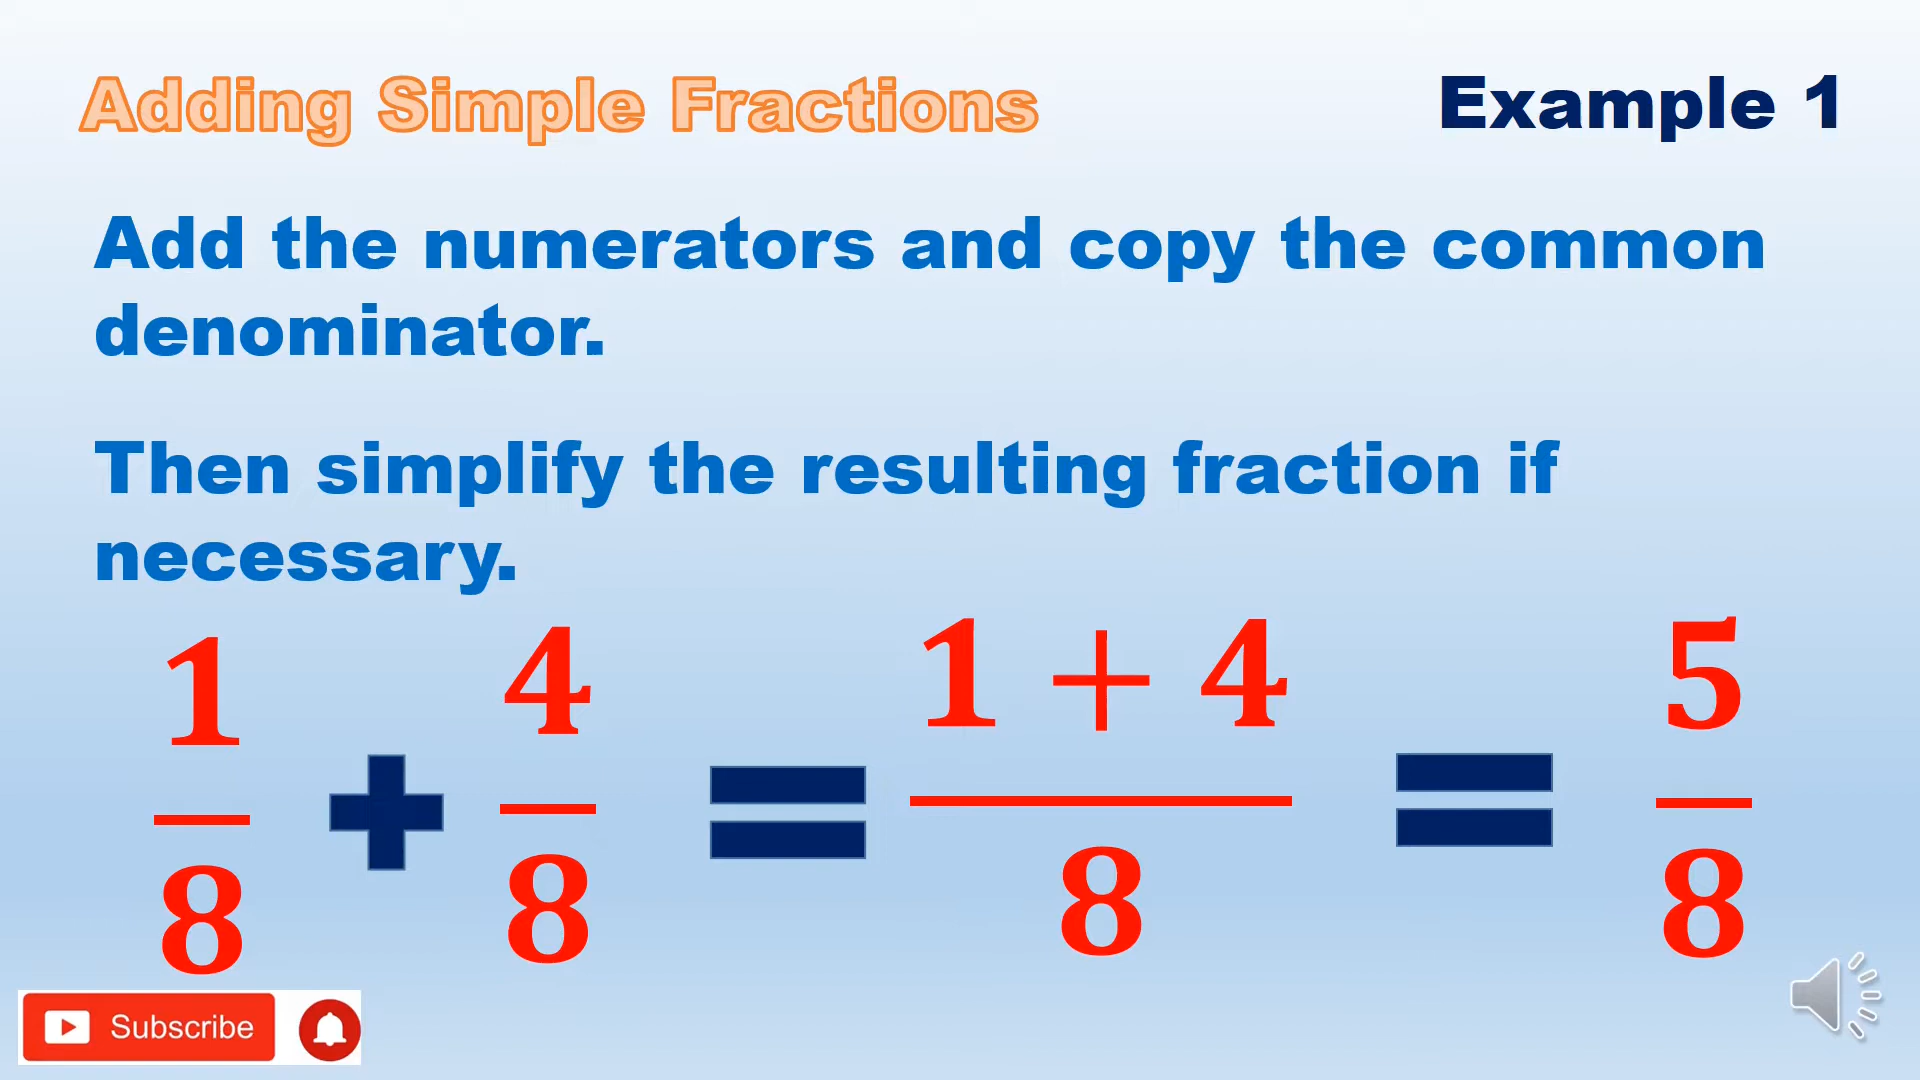 Adding Simple Fractions
Example 1
Add the numerators and copy the common
denominator.
Then simplify the resulting fraction if
necessary.
1/8 + 4/8 = (1 + 4)/8 = 5/8
Subscribe